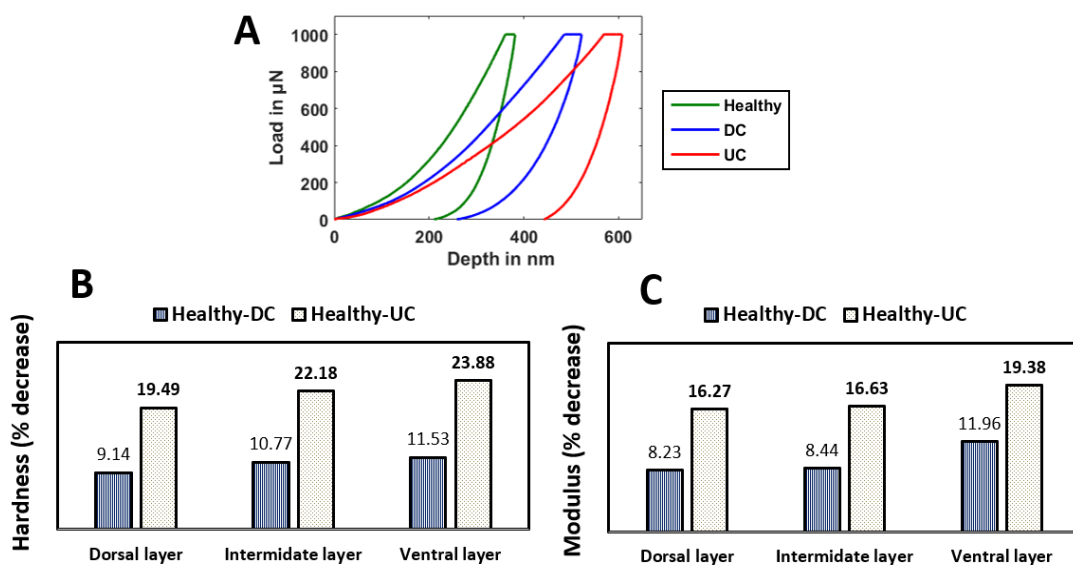 A
1000
800
600
400
200
0
Load in µN
0 200 400 600
Depth in nm
Healthy
DC
UC
B
Healthy-DC Healthy-UC
Hardness (% decrease)
9.14 19.49 10.77 22.18 11.53 23.88
Dorsal layer Intermidate layer Ventral layer
C
Healthy-DC Healthy-UC
Modulus (% decrease)
8.23 16.27 8.44 16.63 11.96 19.38
Dorsal layer Intermidate layer Ventral layer